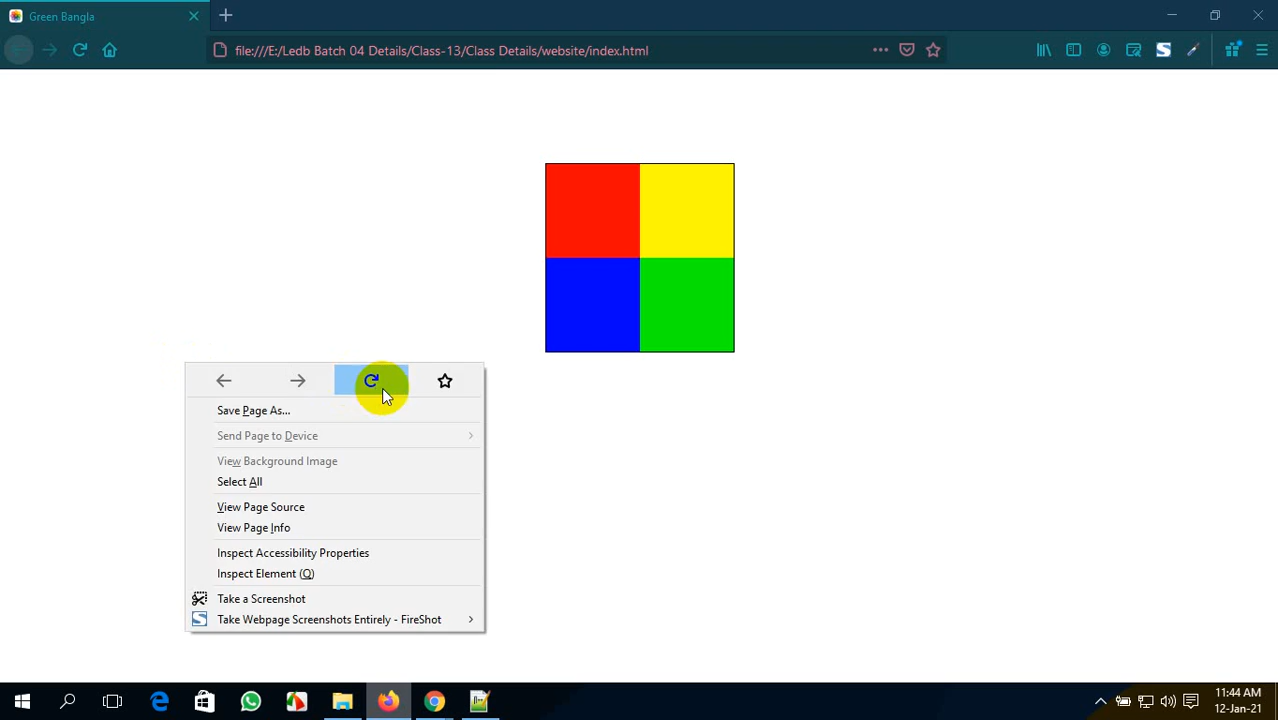 Green Bangla
file:///E:/Ledb Batch 04 Details/Class-13/Class Details/website/index.html
Save Page As...
Send Page to Device
View Background Image
Select All
View Page Source
View Page Info
Inspect Accessibility Properties
Inspect Element (Q)
Take a Screenshot
Take Webpage Screenshots Entirely - FireShot
11:44 AM
12-Jan-21